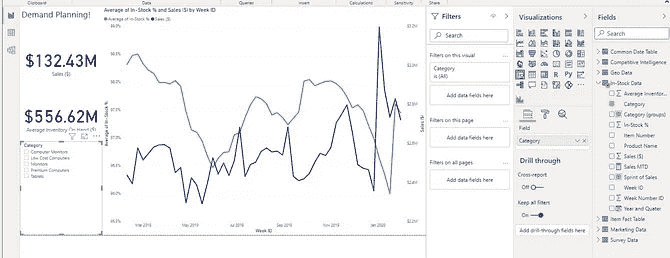 Clipboard
Data
Queries
Insert
Calculations
Sensitivity
Share
Demand Planning!
$132.43M
Sales ($)
$556.62M
Average Inventory On Hand ($)
Category
Computer Monitors
Low Cost Computers
Monitors
Premium Computers
Tablets
Average of In-Stock % and Sales ($) by Week ID
Average of In-Stock %
Sales ($)
Average of In-Stock %
Mar 2019
May 2019
Jul 2019
Sep 2019
Nov 2019
Jan 2020
Week ID
Filters
Search
Filters on this visual
Category
is (All)
Add data fields here
Filters on this page
Add data fields here
Filters on all pages
Add data fields here
Visualizations
Field
Category
Drill through
Cross-report
Off
Keep all filters
On
Add drill-through fields here
Fields
Search
Common Date Table
Competitive Intelligence
Geo Data
In-Stock Data
Average Inventor...
Category
Category (groups)
In-Stock %
Item Number
Product Name
Sales ($)
Sales MTD
Week ID
Week Number ID
Year and Quarter
Item Fact Table
Marketing Data
Survey Data